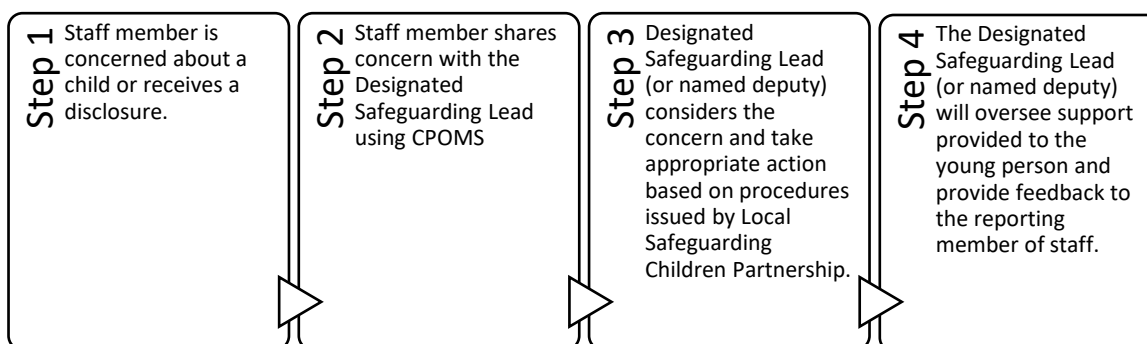 Step 1
Staff member is
concerned about a
child or receives a
disclosure.
Step 2
Staff member shares
concern with the
Designated
Safeguarding Lead
using CPOMS
Step 3
Designated
Safeguarding Lead
(or named deputy)
considers the
concern and take
appropriate action
based on procedures
issued by Local
Safeguarding
Children Partnership.
Step 4
The Designated
Safeguarding Lead
(or named deputy)
will oversee support
provided to the
young person and
provide feedback to
the reporting
member of staff.